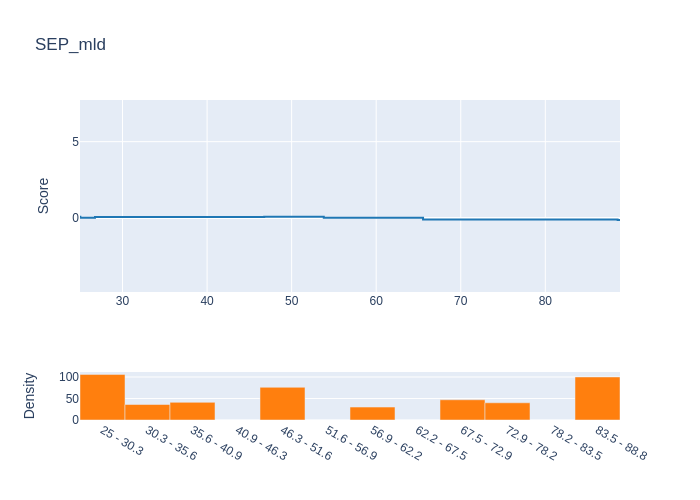 SEP_mld
Score
5
0
30 40 50 60 70 80
Density
100
50
0
25 - 30.3
30.3 - 35.6
35.6 - 40.9
40.9 - 46.3
46.3 - 51.6
51.6 - 56.9
56.9 - 62.2
62.2 - 67.5
67.5 - 72.9
72.9 - 78.2
78.2 - 83.5
83.5 - 88.8